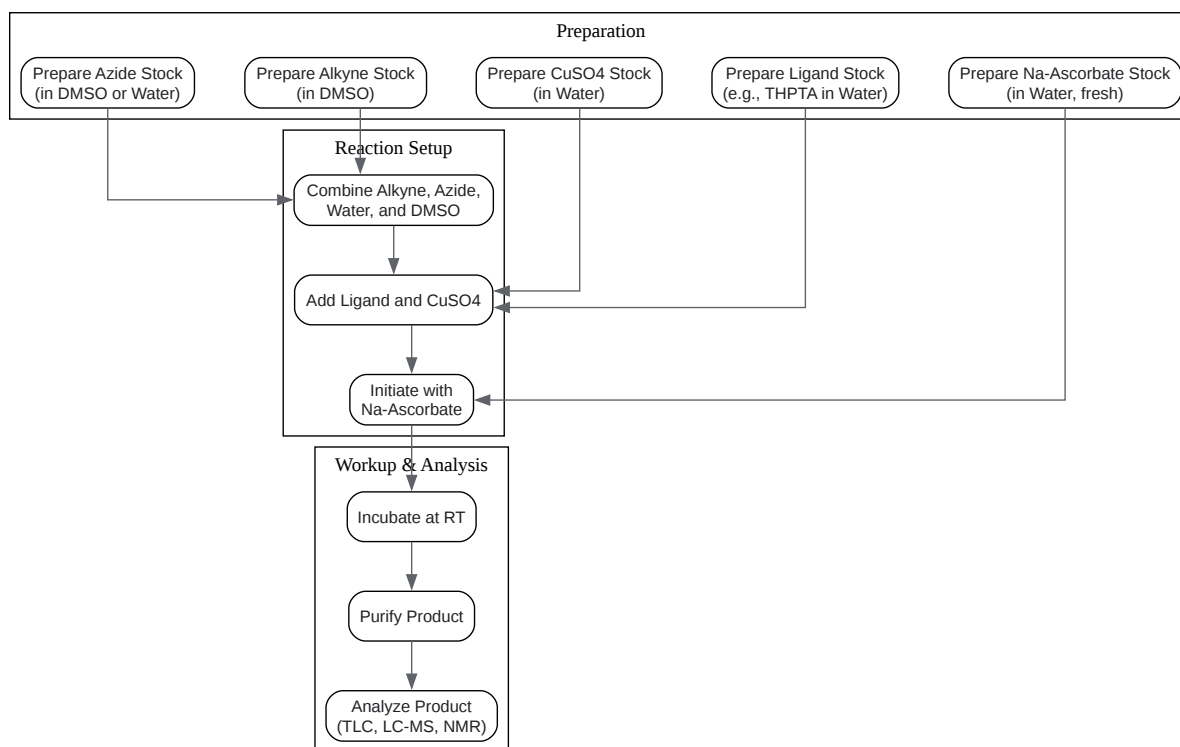 Preparation
Prepare Azide Stock
(in DMSO or Water)
Prepare Alkyne Stock
(in DMSO)
Prepare CuSO4 Stock
(in Water)
Prepare Ligand Stock
(e.g., THPTA in Water)
Prepare Na-Ascorbate Stock
(in Water, fresh)
Reaction Setup
Combine Alkyne, Azide,
Water, and DMSO
Add Ligand and CuSO4
Initiate with
Na-Ascorbate
Workup & Analysis
Incubate at RT
Purify Product
Analyze Product
(TLC, LC-MS, NMR)